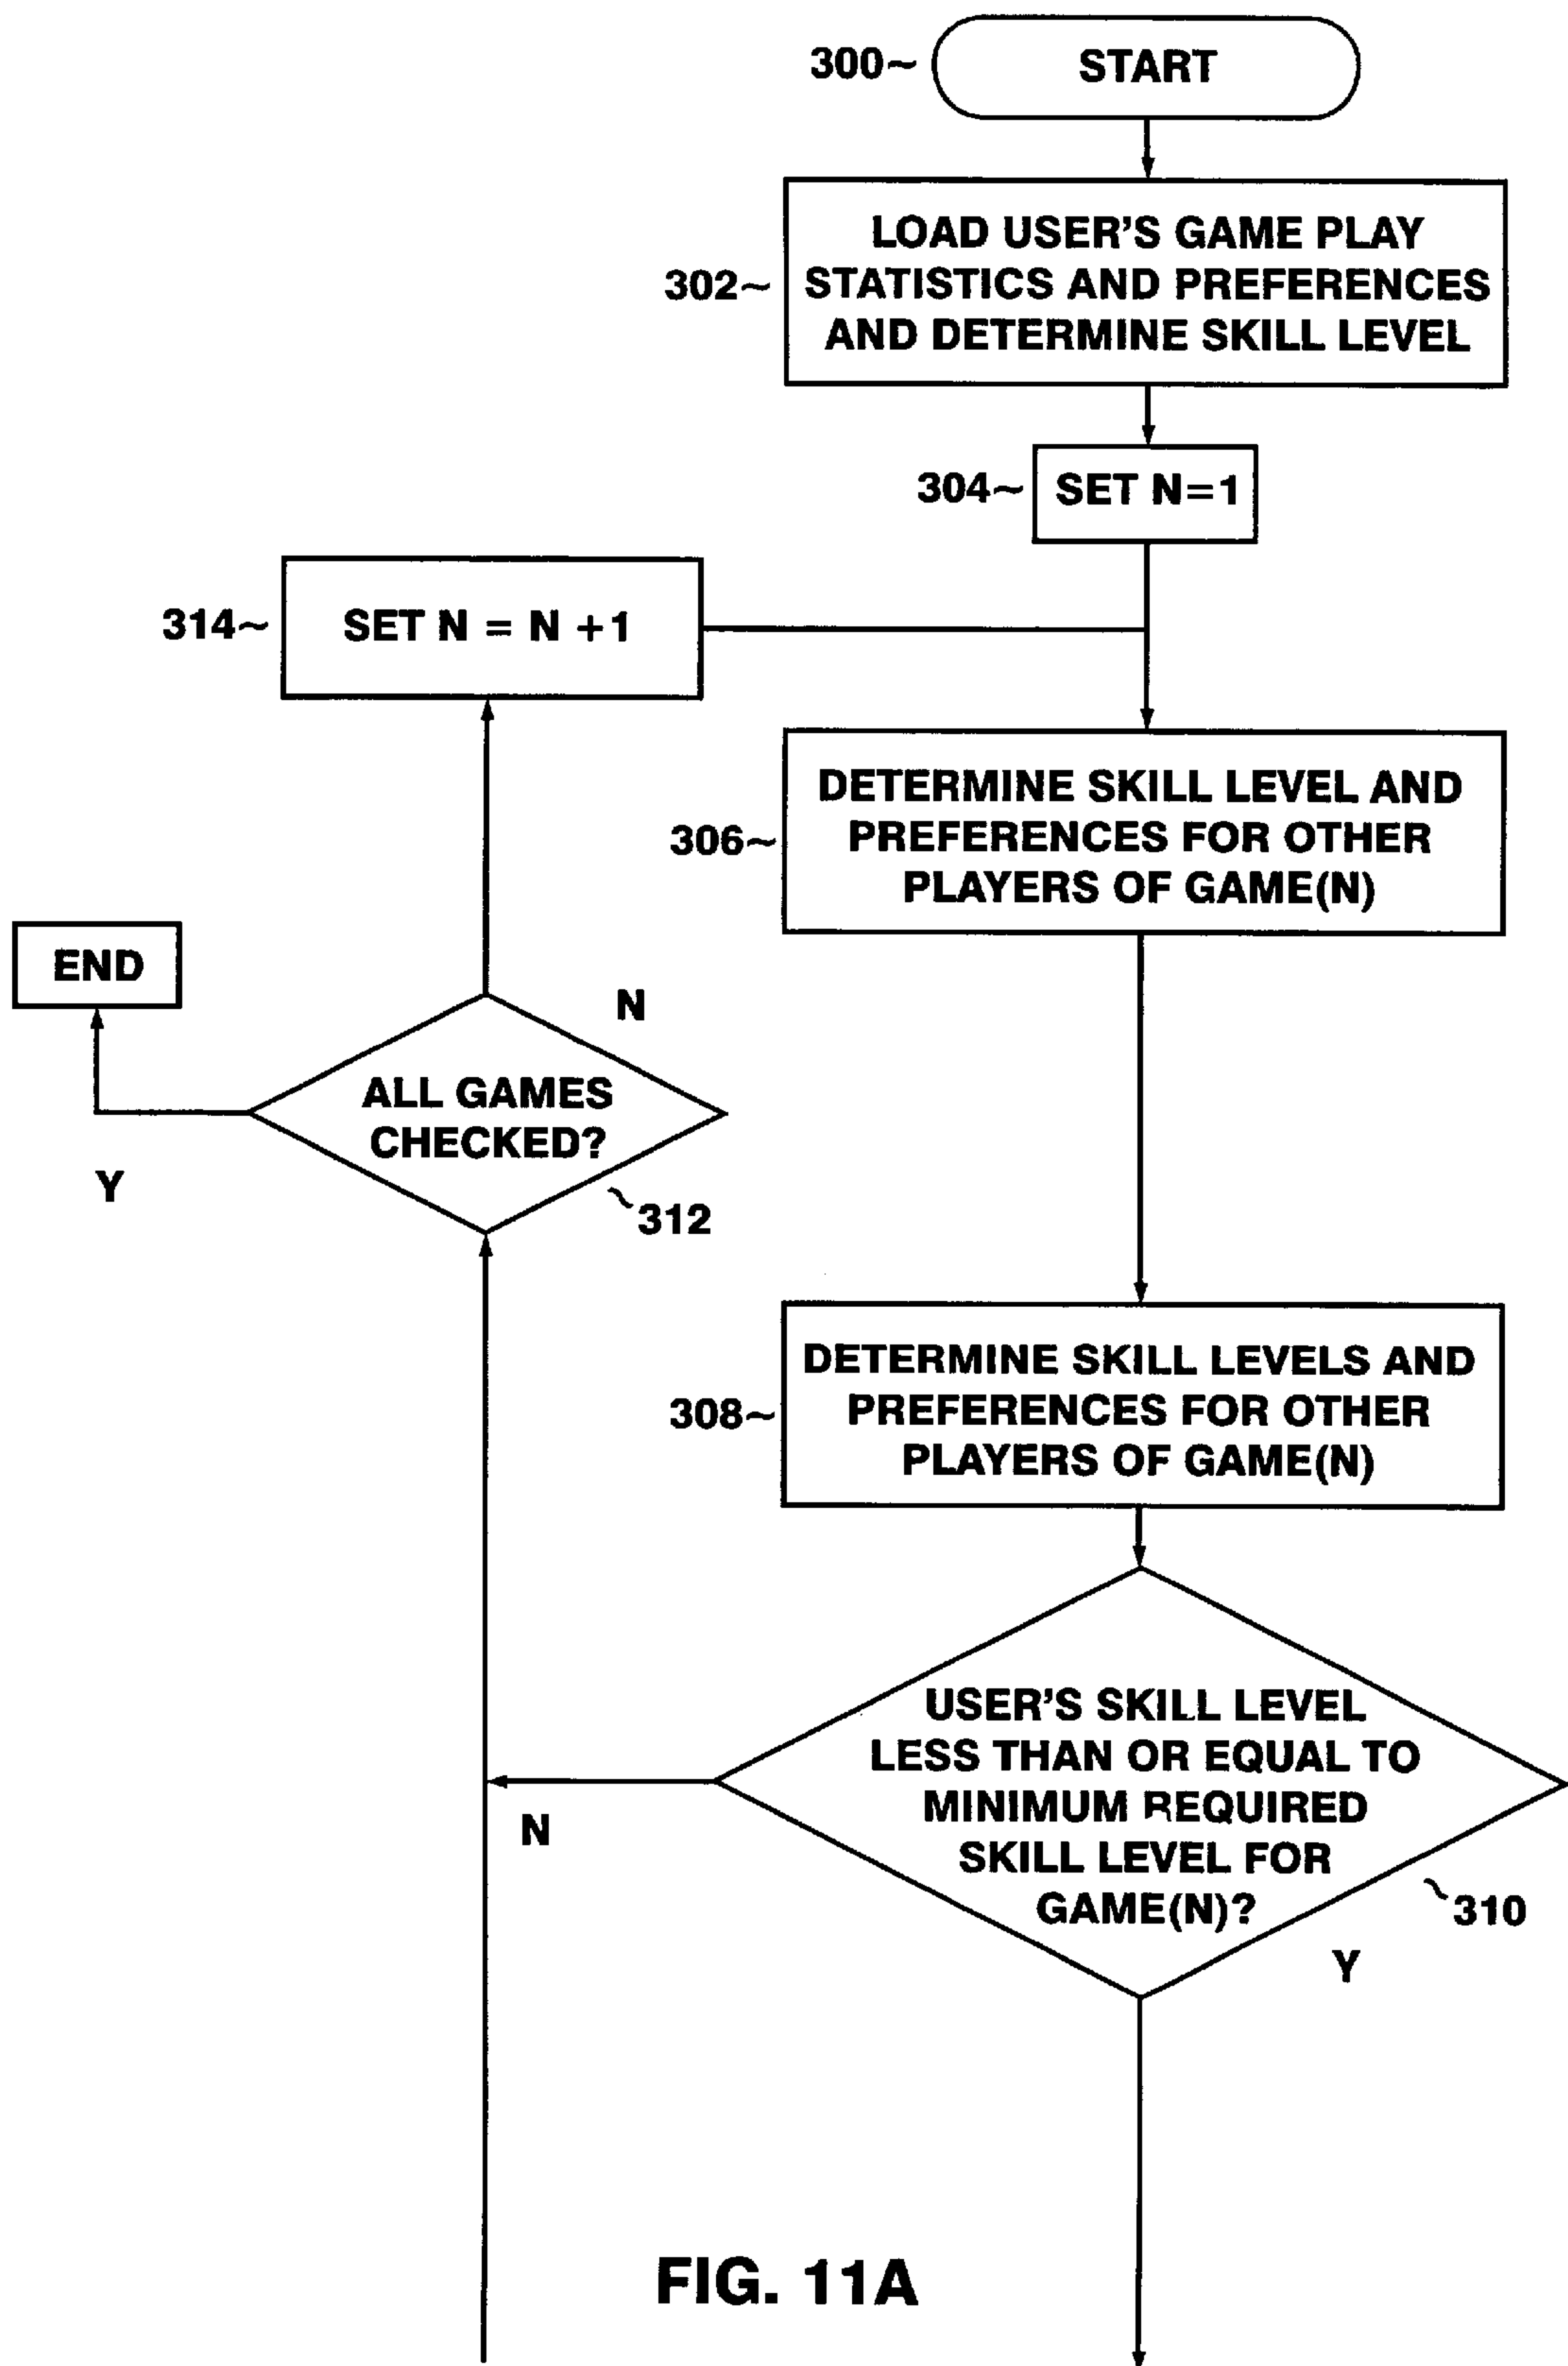 300~
START
302~
LOAD USER'S GAME PLAY
STATISTICS AND PREFERENCES
AND DETERMINE SKILL LEVEL
304~
SET N=1
314~
SET N = N +1
306~
DETERMINE SKILL LEVEL AND
PREFERENCES FOR OTHER
PLAYERS OF GAME(N)
END
N
ALL GAMES
CHECKED?
Y
~312
308~
DETERMINE SKILL LEVELS AND
PREFERENCES FOR OTHER
PLAYERS OF GAME(N)
USER'S SKILL LEVEL
LESS THAN OR EQUAL TO
MINIMUM REQUIRED
SKILL LEVEL FOR
GAME(N)?
N
~310
Y
FIG. 11A